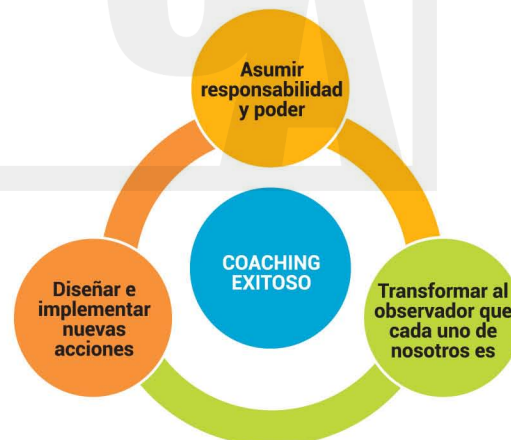 Asumir
responsabilidad
y poder
COACHING
EXITOSO
Diseñar e
implementar
nuevas
acciones
Transformar al
observador que
cada uno de
nosotros es